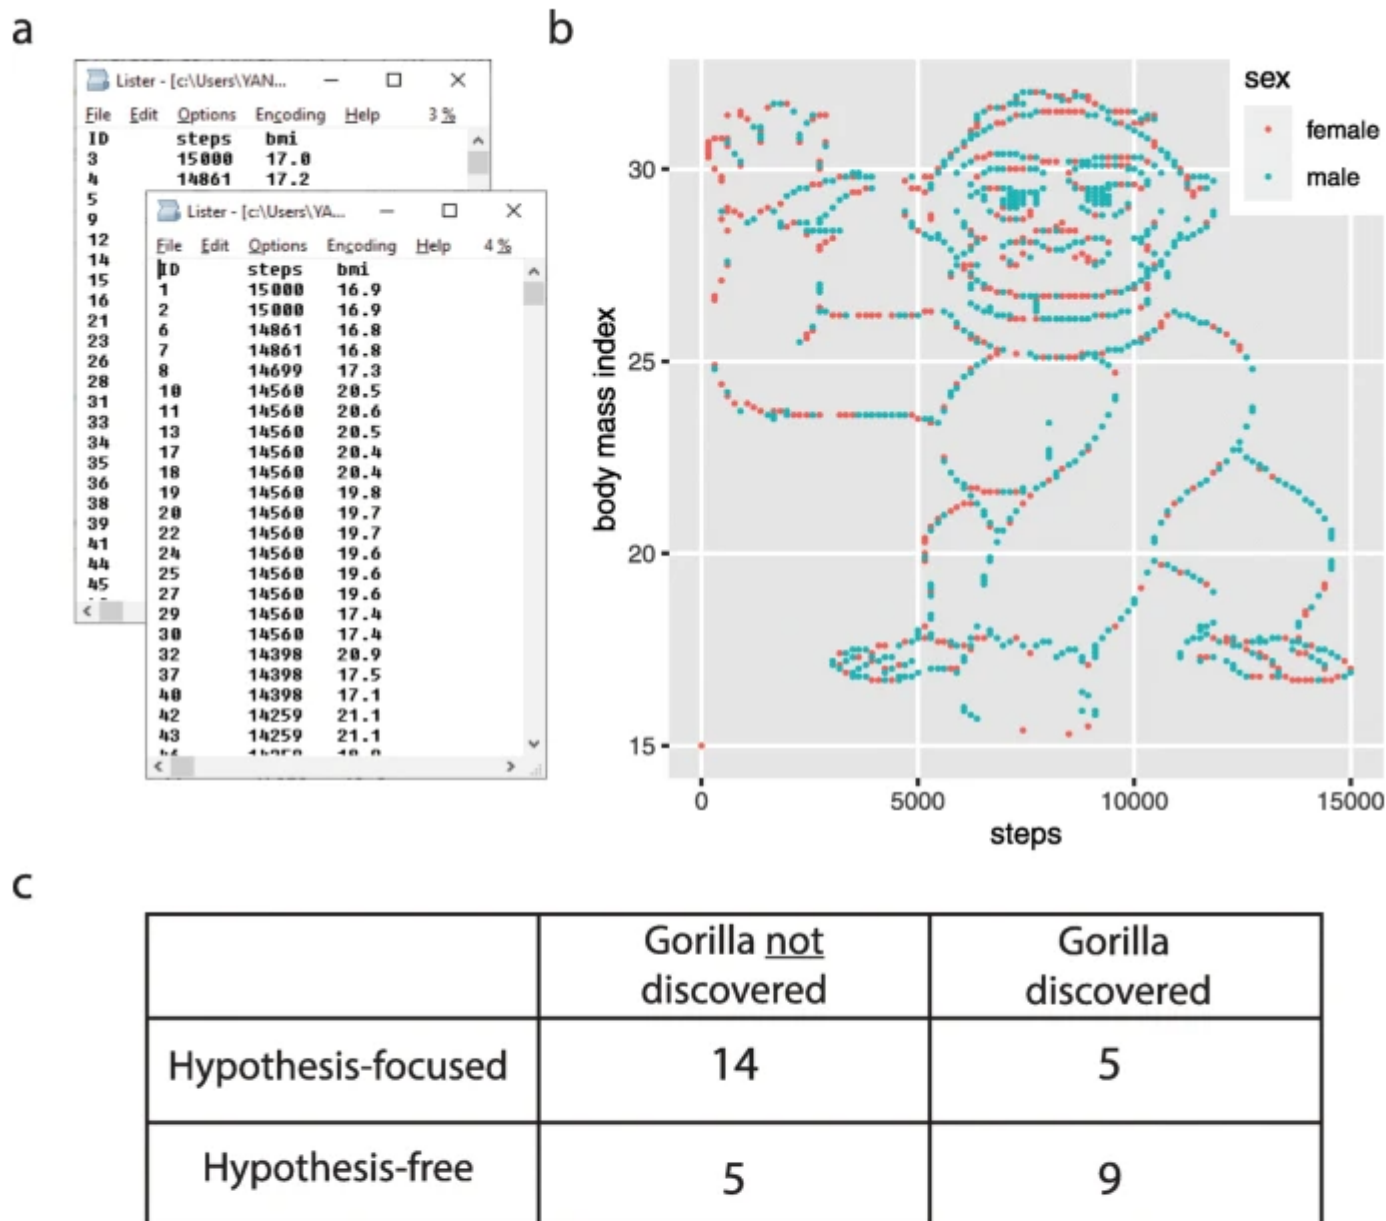 a
Lister - [c:\Users\YAN...
File Edit Options Encoding Help 3 %
ID steps bmi
3 15000 17.0
4 14861 17.2
5
9
12
14
15
16
21
23
26
28
31
33
34
35
36
38
39
41
44
45
Lister - [c:\Users\YA...
File Edit Options Encoding Help 4 %
ID steps bmi
1 15000 16.9
2 15000 16.9
6 14861 16.8
7 14861 16.8
8 14699 17.3
10 14560 20.5
11 14560 20.6
13 14560 20.5
17 14560 20.4
18 14560 20.4
19 14560 19.8
20 14560 19.7
22 14560 19.7
24 14560 19.6
25 14560 19.6
27 14560 19.6
29 14560 17.4
30 14560 17.4
32 14398 20.9
37 14398 17.5
40 14398 17.1
42 14259 21.1
43 14259 21.1
b
sex
female
male
body mass index
30
25
20
15
0 5000 10000 15000
steps
c
Gorilla not discovered
Gorilla discovered
Hypothesis-focused 14 5
Hypothesis-free 5 9